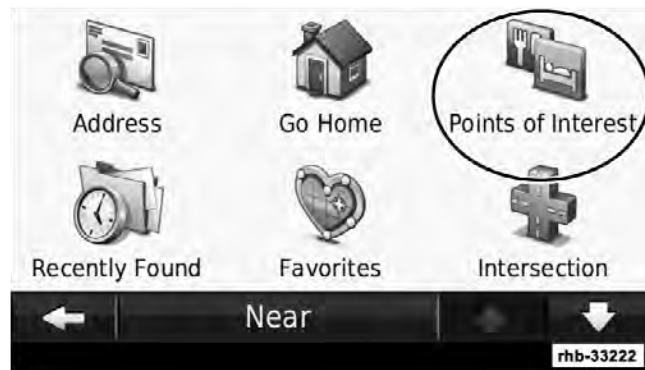 Address Go Home Points of Interest
Recently Found Favorites Intersection
Near
rhb-33222